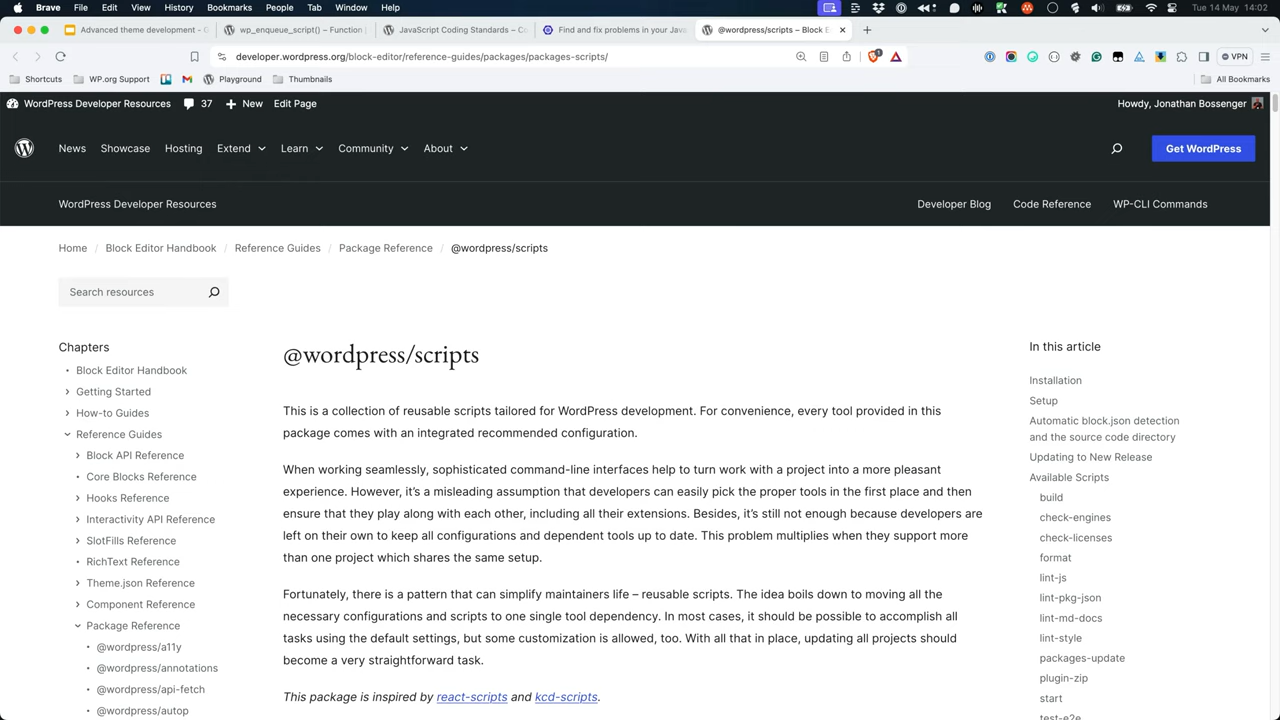 Brave File Edit View History Bookmarks People Tab Window Help Tue 14 May 14:02
Advanced theme development - G
wp_enqueue_script() – Function
JavaScript Coding Standards – Co
Find and fix problems in your Java
@wordpress/scripts – Block E
developer.wordpress.org/block-editor/reference-guides/packages/packages-scripts/
1
VPN
Shortcuts WP.org Support Playground Thumbnails All Bookmarks
WordPress Developer Resources 37 New Edit Page Howdy, Jonathan Bossenger
News Showcase Hosting Extend Learn Community About Get WordPress
WordPress Developer Resources Developer Blog Code Reference WP-CLI Commands
Home / Block Editor Handbook / Reference Guides / Package Reference / @wordpress/scripts
Search resources
Chapters
Block Editor Handbook
Getting Started
How-to Guides
Reference Guides
Block API Reference
Core Blocks Reference
Hooks Reference
Interactivity API Reference
SlotFills Reference
RichText Reference
Theme.json Reference
Component Reference
Package Reference
@wordpress/a11y
@wordpress/annotations
@wordpress/api-fetch
@wordpress/autop
@wordpress/scripts
This is a collection of reusable scripts tailored for WordPress development. For convenience, every tool provided in this
package comes with an integrated recommended configuration.
When working seamlessly, sophisticated command-line interfaces help to turn work with a project into a more pleasant
experience. However, it’s a misleading assumption that developers can easily pick the proper tools in the first place and then
ensure that they play along with each other, including all their extensions. Besides, it’s still not enough because developers are
left on their own to keep all configurations and dependent tools up to date. This problem multiplies when they support more
than one project which shares the same setup.
Fortunately, there is a pattern that can simplify maintainers life – reusable scripts. The idea boils down to moving all the
necessary configurations and scripts to one single tool dependency. In most cases, it should be possible to accomplish all
tasks using the default settings, but some customization is allowed, too. With all that in place, updating all projects should
become a very straightforward task.
This package is inspired by react-scripts and kcd-scripts.
In this article
Installation
Setup
Automatic block.json detection
and the source code directory
Updating to New Release
Available Scripts
build
check-engines
check-licenses
format
lint-js
lint-pkg-json
lint-md-docs
lint-style
packages-update
plugin-zip
start
test-e2e